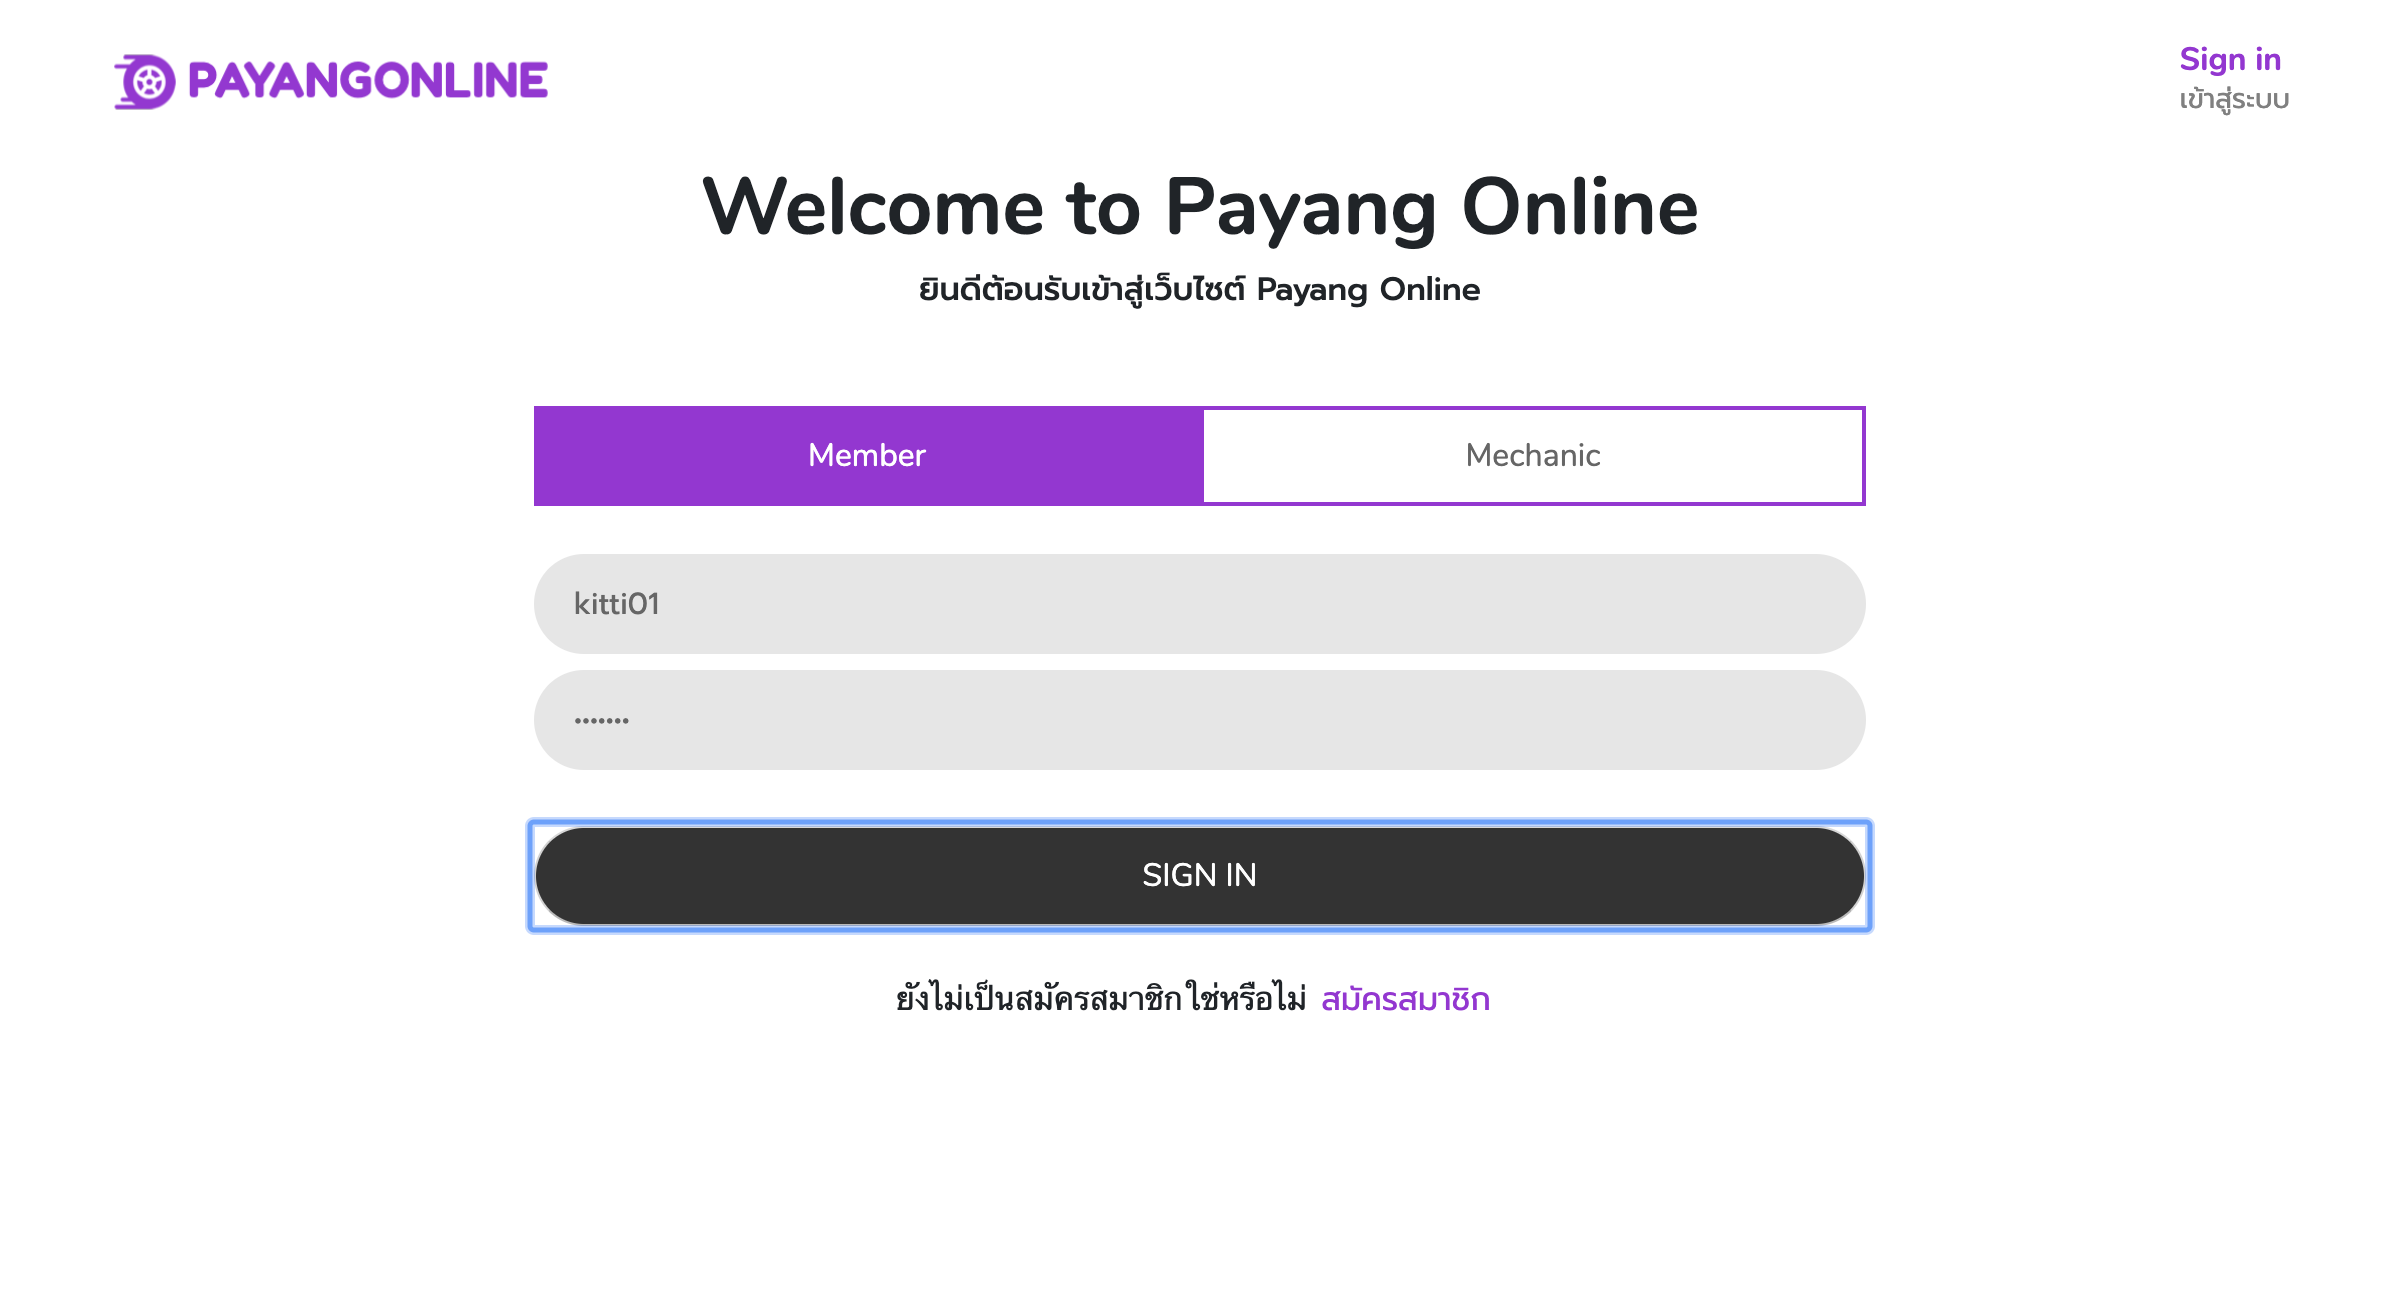 PAYANGONLINE
Sign in
เข้าสู่ระบบ
Welcome to Payang Online
ยินดีต้อนรับเข้าสู่เว็บไซต์ Payang Online
Member
Mechanic
kitti01
•••••••
SIGN IN
ยังไม่เป็นสมัครสมาชิก ใช่หรือไม่ สมัครสมาชิก